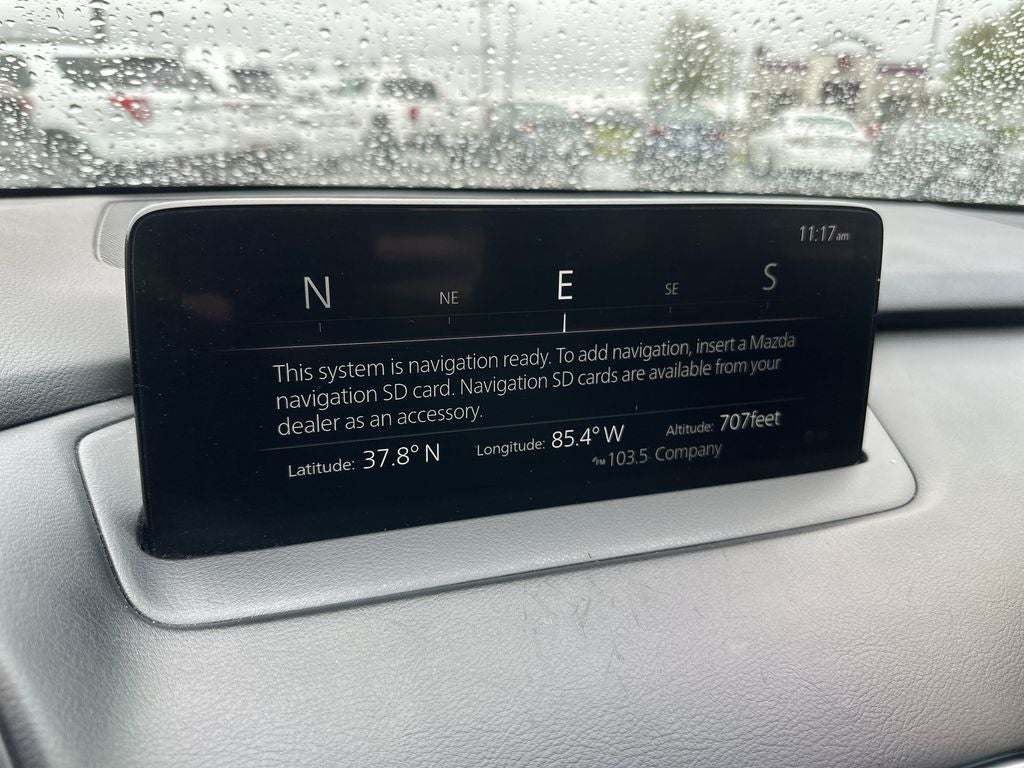 11:17am
N NE E SE S
This system is navigation ready. To add navigation, insert a Mazda
navigation SD card. Navigation SD cards are available from your
dealer as an accessory.
Latitude: 37.8° N Longitude: 85.4° W Altitude: 707feet
FM 103.5 Company